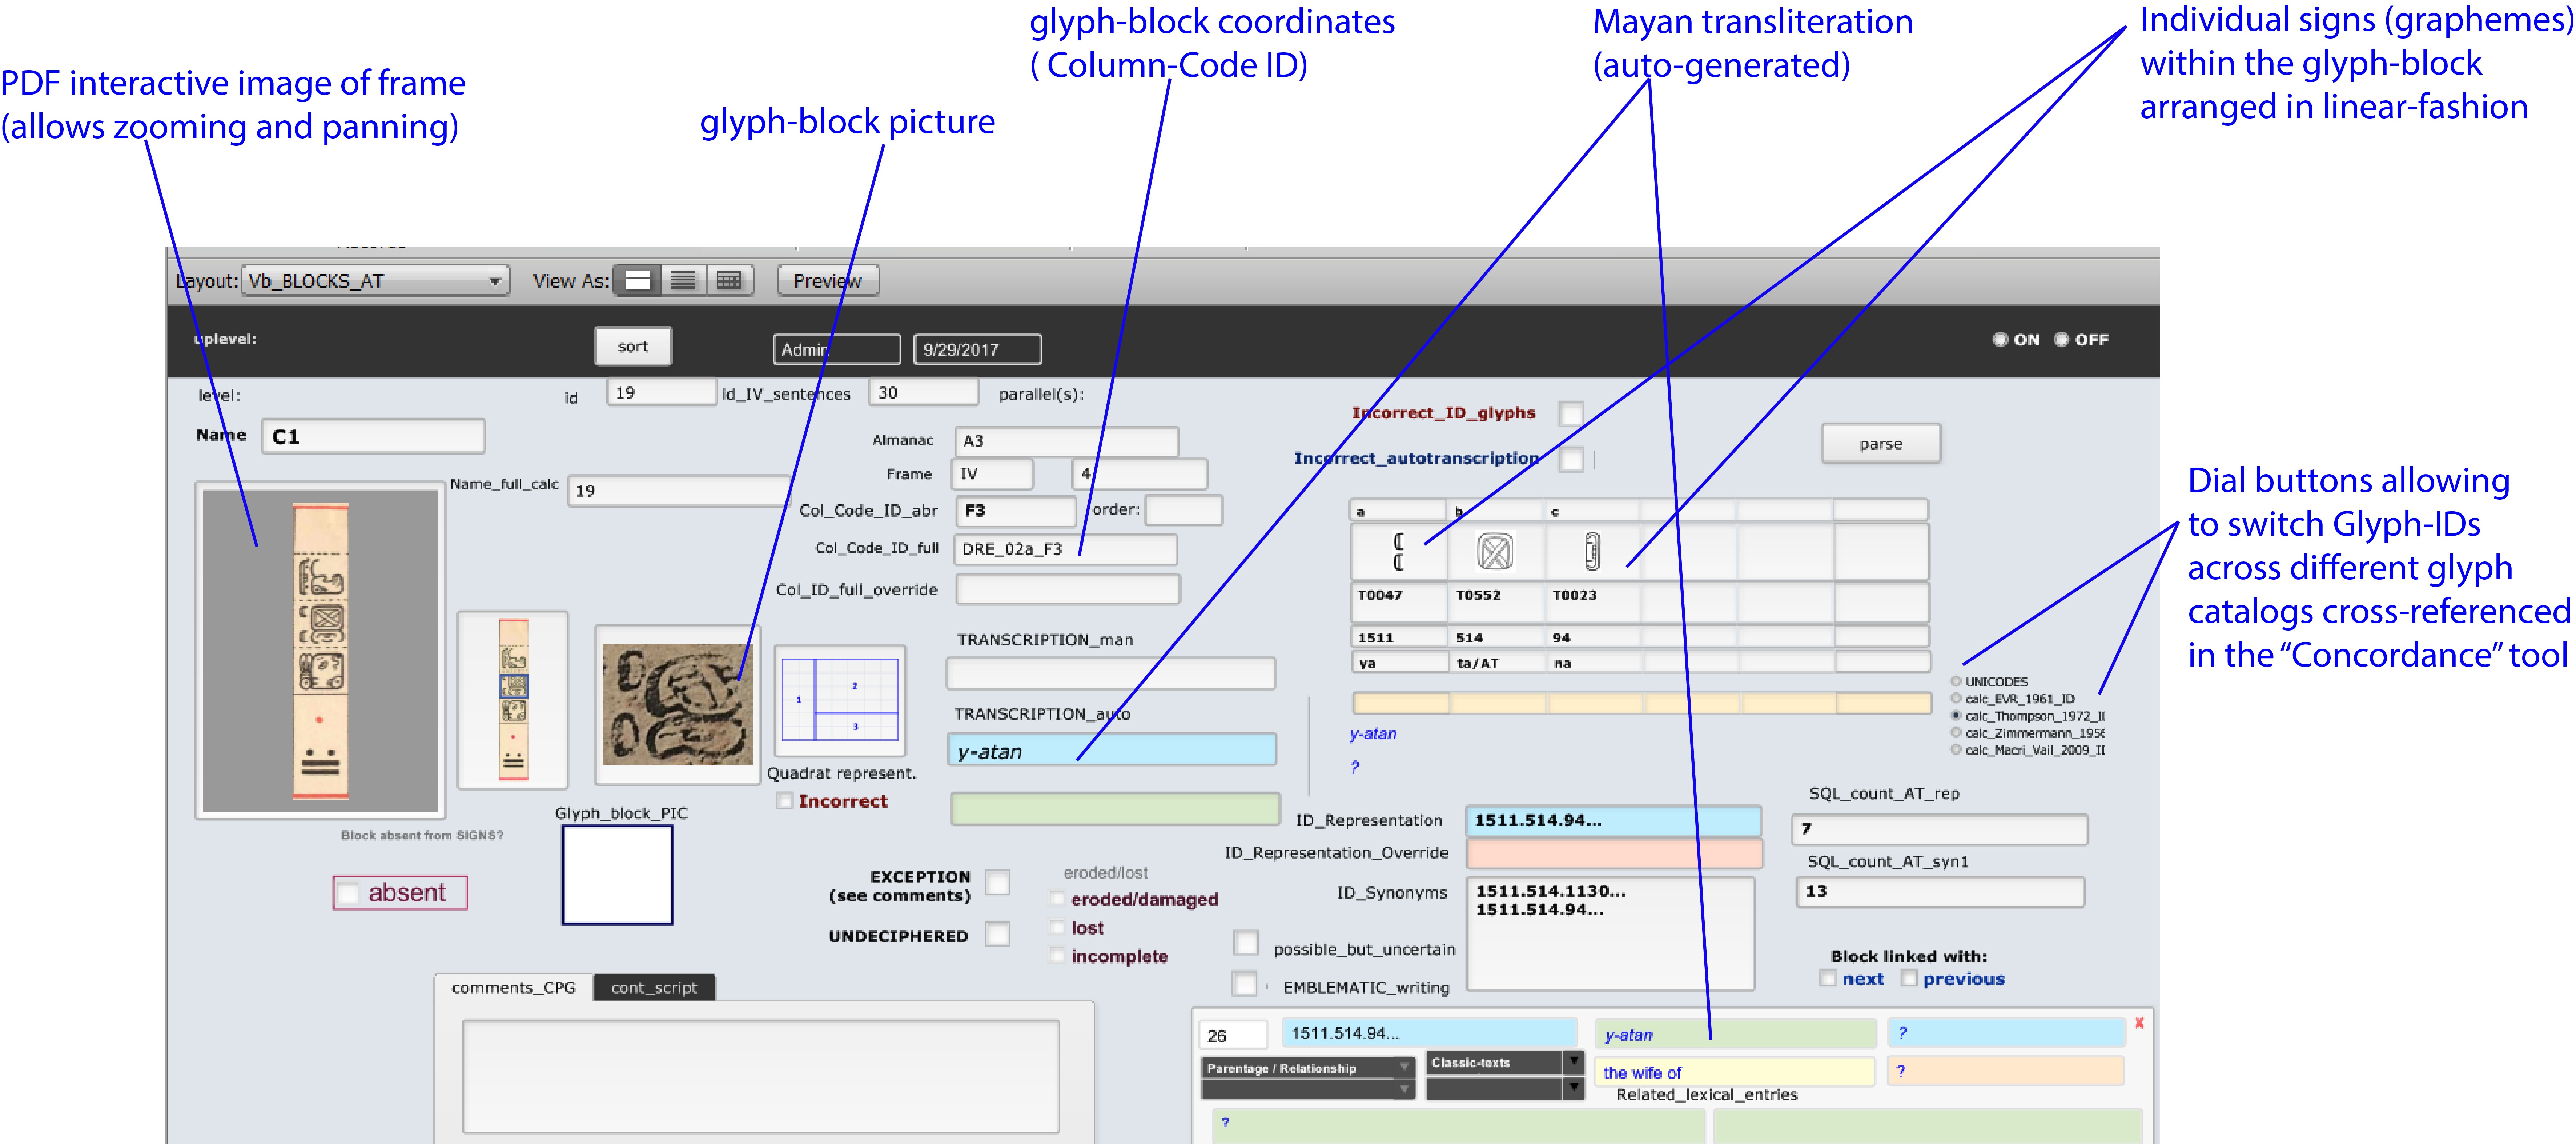 glyph-block coordinates
( Column-Code ID)
Mayan transliteration
(auto-generated)
Individual signs (graphemes)
within the glyph-block
arranged in linear-fashion
PDF interactive image of frame
(allows zooming and panning)
glyph-block picture
Layout: Vb_BLOCKS_AT View As: Preview
uplevel: sort Admin 9/29/2017 ON OFF
level: id 19 Id_IV_sentences 30 parallel(s):
Name C1
Name_full_calc 19
Almanac A3
Frame IV 4
Col_Code_ID_abr F3 order:
Col_Code_ID_full DRE_02a_F3
Col_ID_full_override
Incorrect_ID_glyphs
Incorrect_autotranscription
parse
a b c
T0047 T0552 T0023
1511 514 94
ya ta/AT na
Dial buttons allowing
to switch Glyph-IDs
across different glyph
catalogs cross-referenced
in the “Concordance” tool
UNICODES
calc_EVR_1961_ID
calc_Thompson_1972_I
calc_Zimmermann_195
calc_Macri_Vail_2009_I
TRANSCRIPTION_man
TRANSCRIPTION_auto
y-atan
1 2 3
Quadrat represent.
Incorrect
y-atan
?
Glyph_block_PIC
Block absent from SIGNS?
absent
EXCEPTION
(see comments)
UNDECIPHERED
eroded/lost
eroded/damaged
lost
incomplete
ID_Representation 1511.514.94...
ID_Representation_Override
ID_Synonyms 1511.514.1130...
1511.514.94...
possible_but_uncertain
EMBLEMATIC_writing
SQL_count_AT_rep
7
SQL_count_AT_syn1
13
Block linked with:
next previous
comments_CPG cont_script
26 1511.514.94... y-atan ? x
Parentage / Relationship Classic-texts the wife of ?
Related_lexical_entries
?